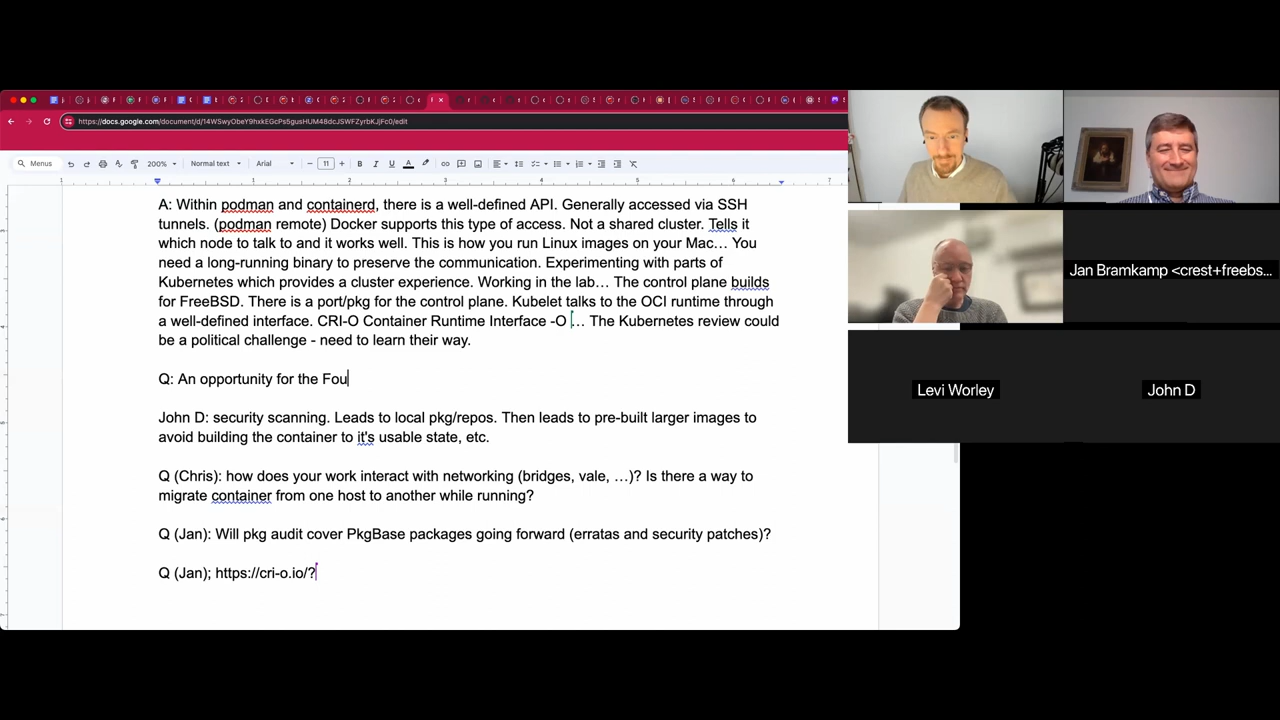 https://docs.google.com/document/d/14WSwyObeY9hxkEGcPs5gusHUM48dcJSWFZyrbKJjFc0/edit
Menus
200%
Normal text
Arial
11
A: Within podman and containerd, there is a well-defined API. Generally accessed via SSH
tunnels. (podman remote) Docker supports this type of access. Not a shared cluster. Tells it
which node to talk to and it works well. This is how you run Linux images on your Mac… You
need a long-running binary to preserve the communication. Experimenting with parts of
Kubernetes which provides a cluster experience. Working in the lab… The control plane builds
for FreeBSD. There is a port/pkg for the control plane. Kubelet talks to the OCI runtime through
a well-defined interface. CRI-O Container Runtime Interface -O … The Kubernetes review could
be a political challenge - need to learn their way.
Q: An opportunity for the Fou
John D: security scanning. Leads to local pkg/repos. Then leads to pre-built larger images to
avoid building the container to it's usable state, etc.
Q (Chris): how does your work interact with networking (bridges, vale, …)? Is there a way to
migrate container from one host to another while running?
Q (Jan): Will pkg audit cover PkgBase packages going forward (erratas and security patches)?
Q (Jan); https://cri-o.io/?
Jan Bramkamp <crest+freebs...
Levi Worley
John D